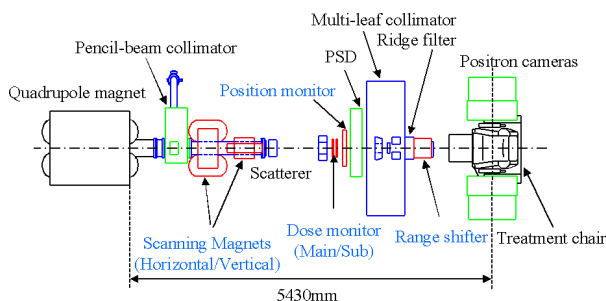 Multi-leaf collimator
Ridge filter
Pencil-beam collimator
PSD
Positron cameras
Position monitor
Quadrupole magnet
Scatterer
Scanning Magnets
(Horizontal/Vertical)
Dose monitor
(Main/Sub)
Range shifter
Treatment chair
5430mm